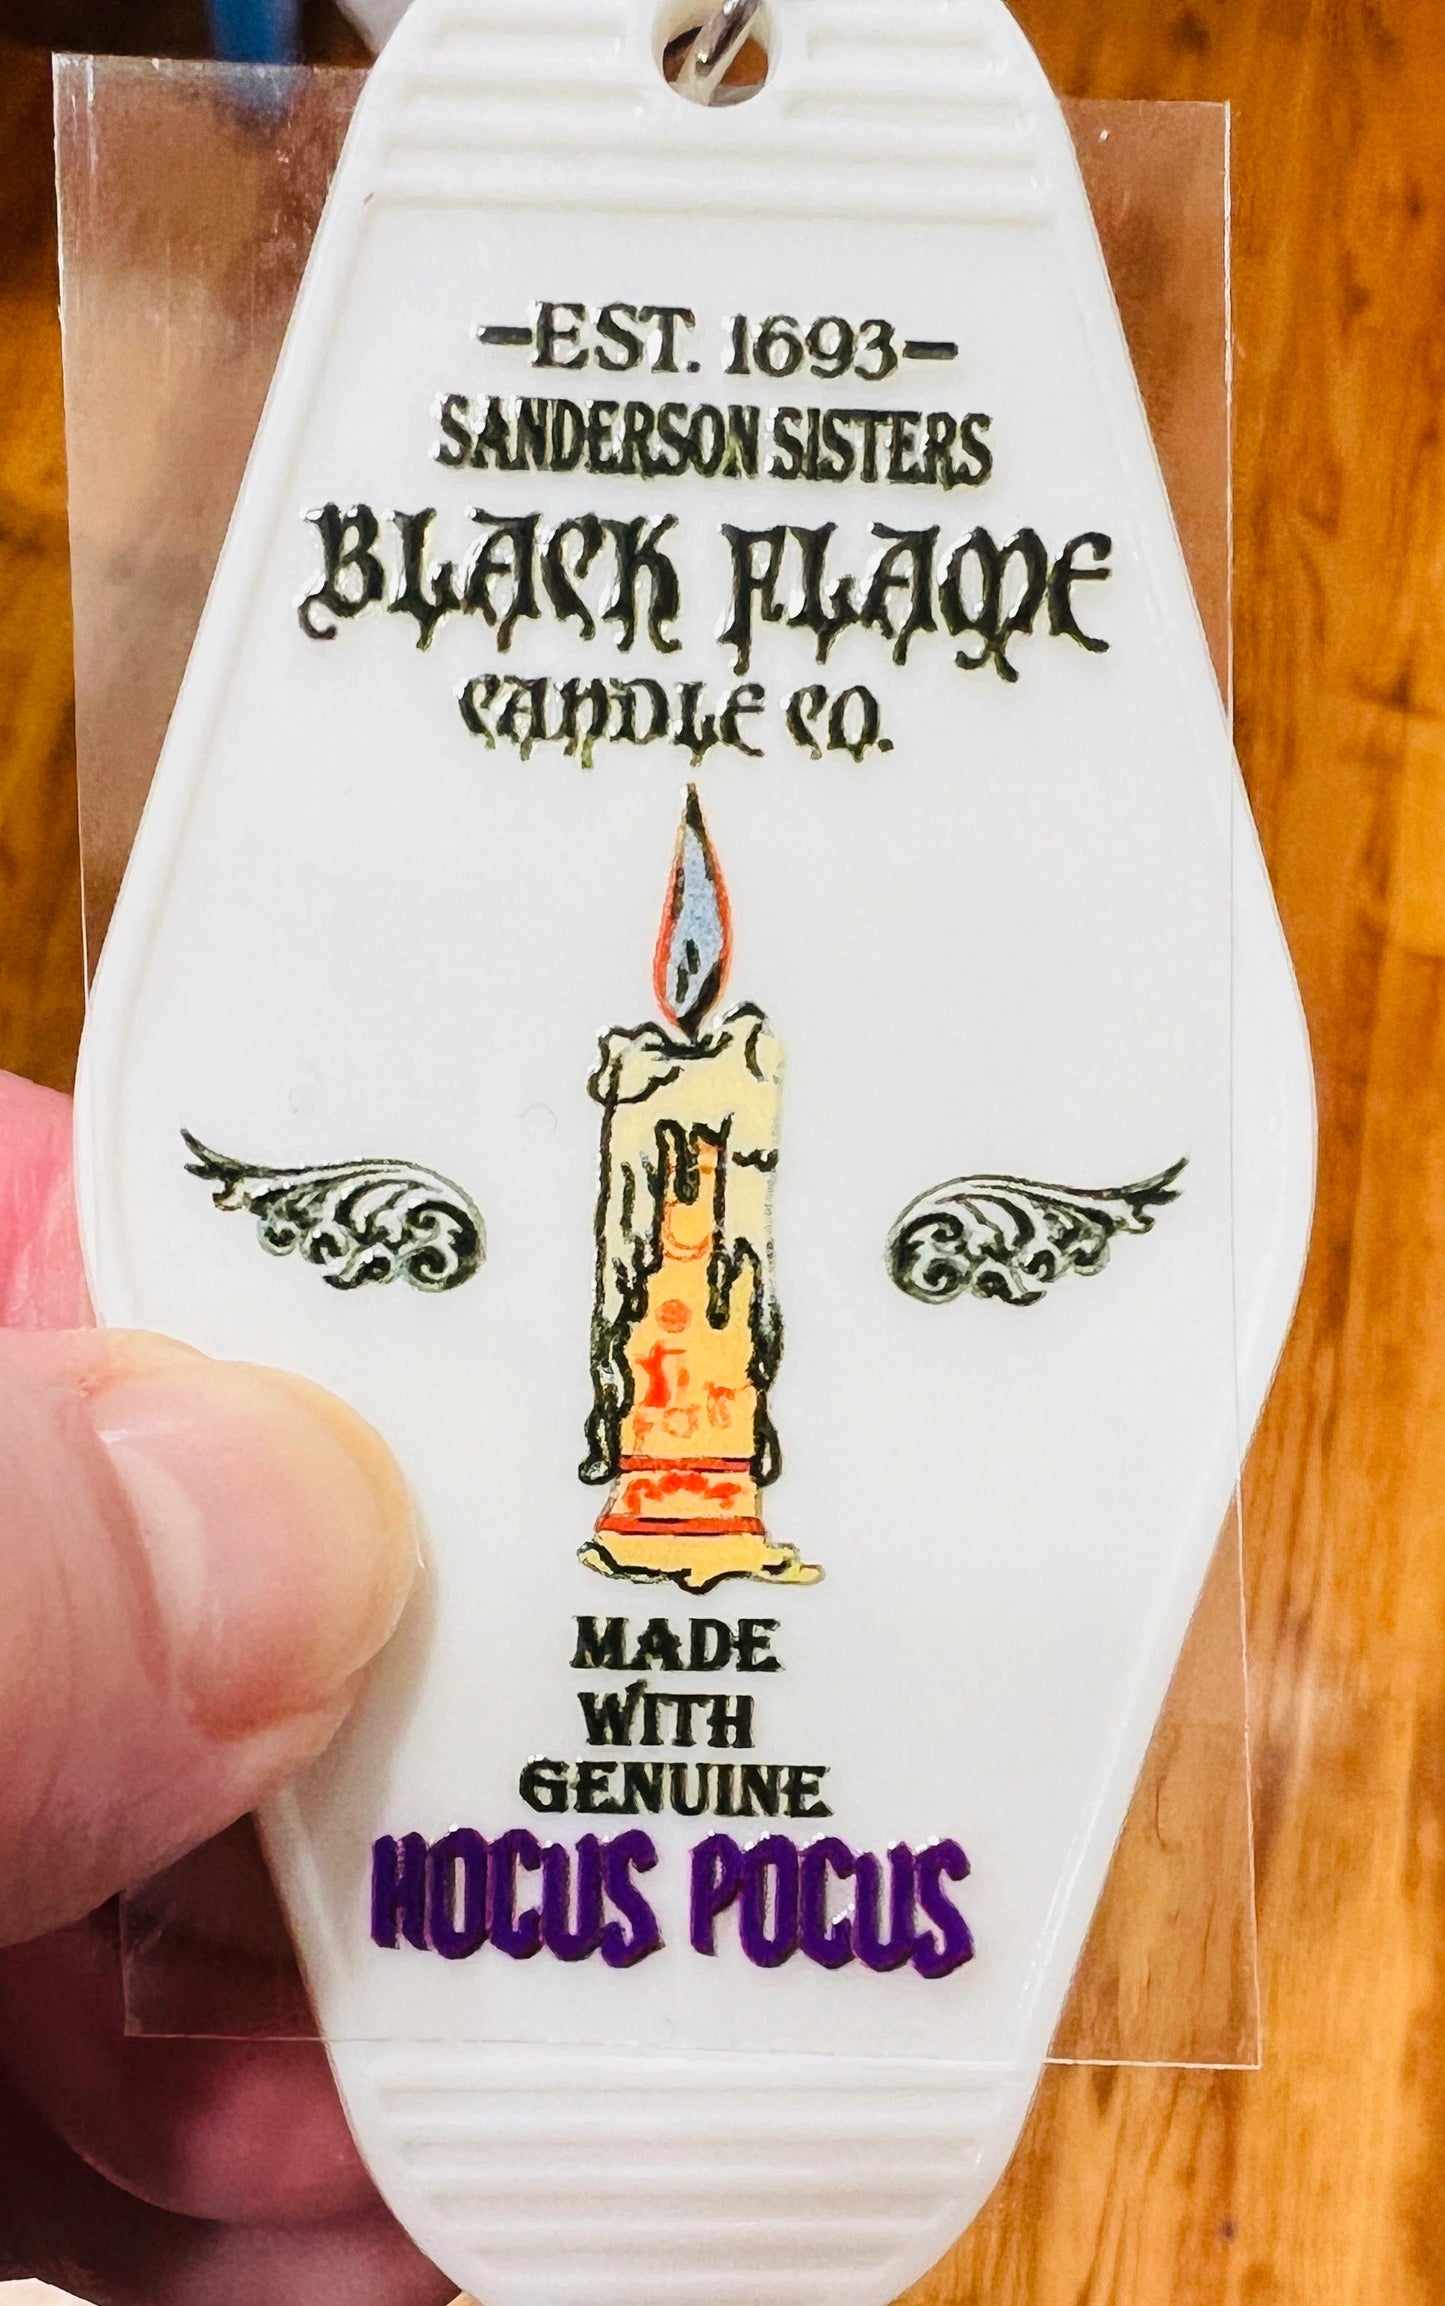 -EST. 1693-
SANDERSON SISTERS
BLACK FLAME
CANDLE CO.
MADE
WITH
GENUINE
HOCUS POCUS